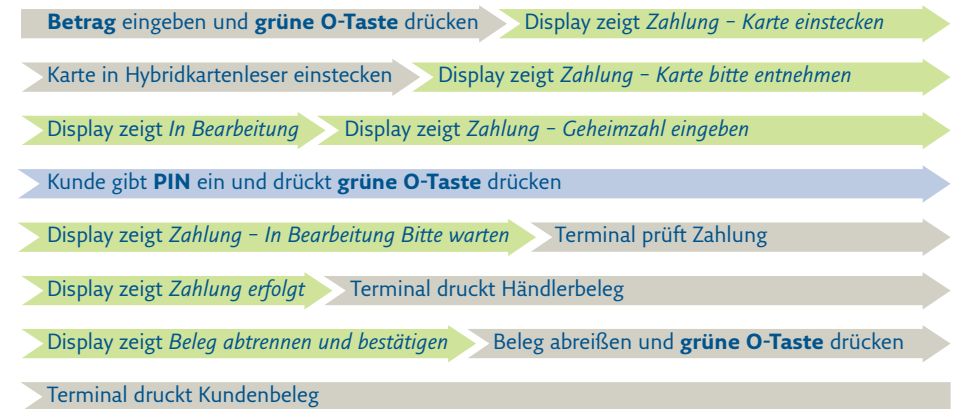 Betrag eingeben und grüne O-Taste drücken Display zeigt Zahlung – Karte einstecken
Karte in Hybridkartenleser einstecken Display zeigt Zahlung – Karte bitte entnehmen
Display zeigt In Bearbeitung Display zeigt Zahlung – Geheimzahl eingeben
Kunde gibt PIN ein und drückt grüne O-Taste drücken
Display zeigt Zahlung – In Bearbeitung Bitte warten Terminal prüft Zahlung
Display zeigt Zahlung erfolgt Terminal druckt Händlerbeleg
Display zeigt Beleg abtrennen und bestätigen Beleg abreißen und grüne O-Taste drücken
Terminal druckt Kundenbeleg